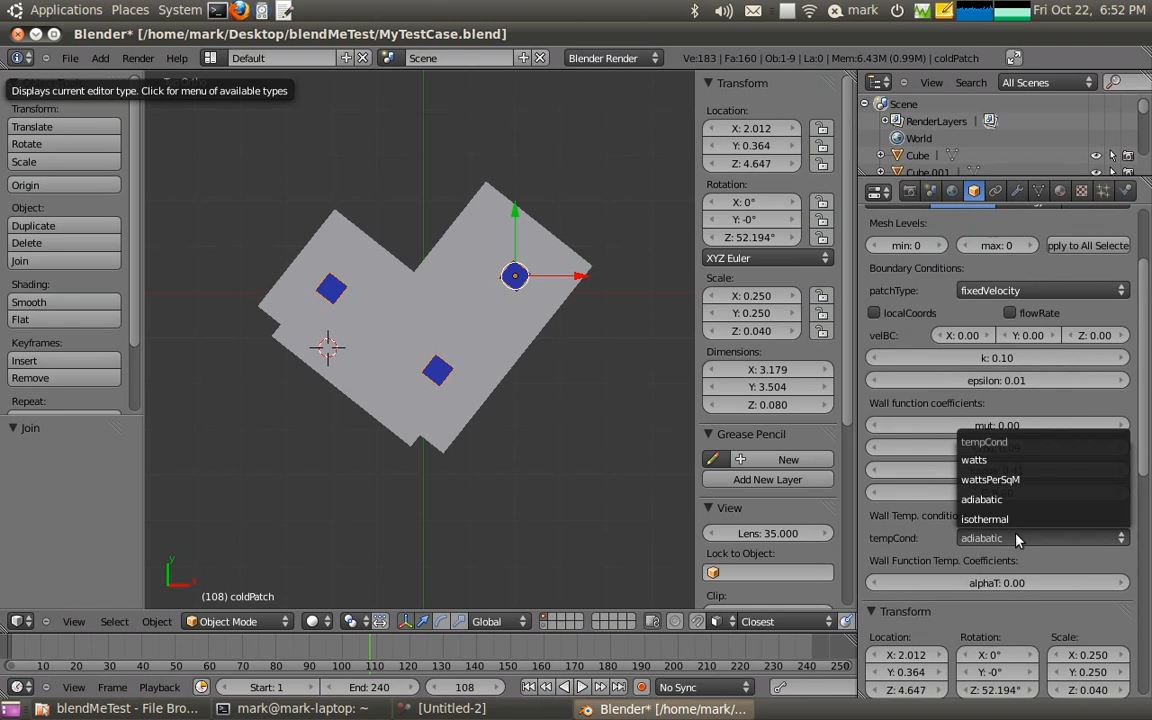 Applications Places System mark Fri Oct 22, 6:52 PM
Blender* [/home/mark/Desktop/blendMeTest/MyTestCase.blend]
File Add Render Help Default Scene Blender Render Ve:183 | Fa:160 | Ob:1-9 | La:0 | Mem:6.43M (0.99M) | coldPatch
Displays current editor type. Click for menu of available types
Transform:
Translate
Rotate
Scale
Origin
Object:
Duplicate
Delete
Join
Shading:
Smooth
Flat
Keyframes:
Insert
Remove
Repeat:
Join
y
x
(108) coldPatch
Transform
Location:
X: 2.012
Y: 0.364
Z: 4.647
Rotation:
X: 0°
Y: -0°
Z: 52.194°
XYZ Euler
Scale:
X: 0.250
Y: 0.250
Z: 0.040
Dimensions:
X: 3.179
Y: 3.504
Z: 0.080
Grease Pencil
New
Add New Layer
View
Lens: 35.000
Lock to Object:
Clip:
View Search All Scenes
Scene
RenderLayers
World
Cube
Cube.001
Mesh Levels:
min: 0 max: 0 pply to All Selecte
Boundary Conditions:
patchType: fixedVelocity
localCoords flowRate
velBC: X: 0.00 Y: 0.00 Z: 0.00
k: 0.10
epsilon: 0.01
Wall function coefficients:
mut: 0.00
tempCond
watts
wattsPerSqM
adiabatic
isothermal
Wall Temp. conditio
tempCond: adiabatic
Wall Function Temp. Coefficients:
alphaT: 0.00
Transform
Location: Rotation: Scale:
X: 2.012 X: 0° X: 0.250
Y: 0.364 Y: -0° Y: 0.250
Z: 4.647 Z: 52.194° Z: 0.040
View Select Object Object Mode Global Closest
10 20 30 40 50 60 70 80 90 100 110 120 130 140 150 160 170 180 190 200 210 220 230 240 250
View Frame Playback Start: 1 End: 240 108 No Sync
blendMeTest - File Bro... mark@mark-laptop: ~ [Untitled-2] Blender* [/home/mark/...